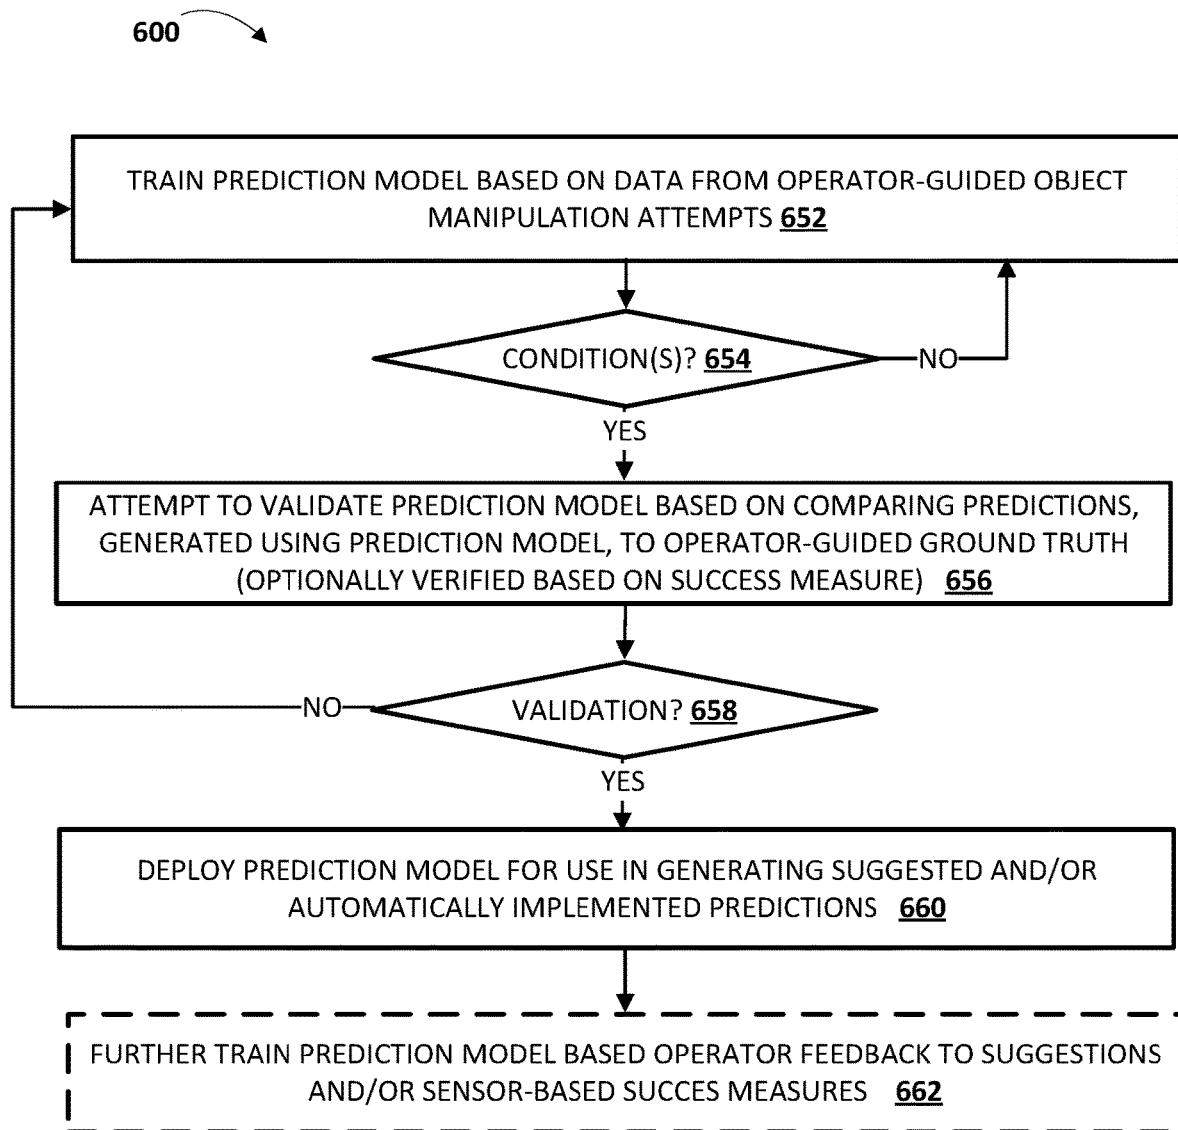 600
TRAIN PREDICTION MODEL BASED ON DATA FROM OPERATOR-GUIDED OBJECT
MANIPULATION ATTEMPTS 652
CONDITION(S)? 654
NO
YES
ATTEMPT TO VALIDATE PREDICTION MODEL BASED ON COMPARING PREDICTIONS,
GENERATED USING PREDICTION MODEL, TO OPERATOR-GUIDED GROUND TRUTH
(OPTIONALLY VERIFIED BASED ON SUCCESS MEASURE) 656
NO
VALIDATION? 658
YES
DEPLOY PREDICTION MODEL FOR USE IN GENERATING SUGGESTED AND/OR
AUTOMATICALLY IMPLEMENTED PREDICTIONS 660
FURTHER TRAIN PREDICTION MODEL BASED OPERATOR FEEDBACK TO SUGGESTIONS
AND/OR SENSOR-BASED SUCCES MEASURES 662